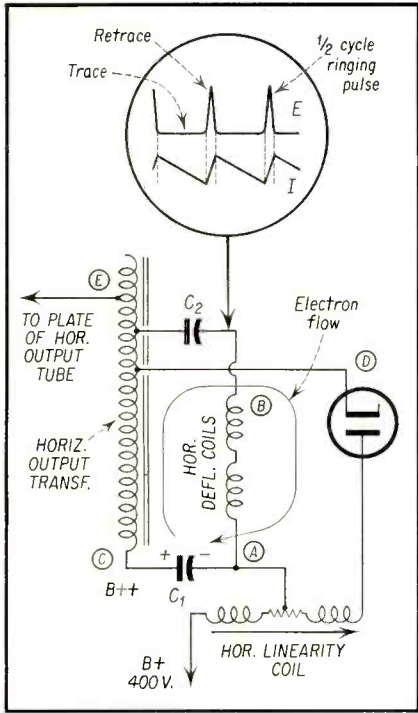 Retrace
Trace
1/2 cycle
ringing
pulse
E
I
E
C2
TO PLATE
OF HOR.
OUTPUT
TUBE
Electron
flow
D
B
HORIZ.
OUTPUT
TRANSF.
HOR.
DEFL. COILS
C
B++
+ −
C1
A
B+
400 V.
HOR. LINEARITY
COIL